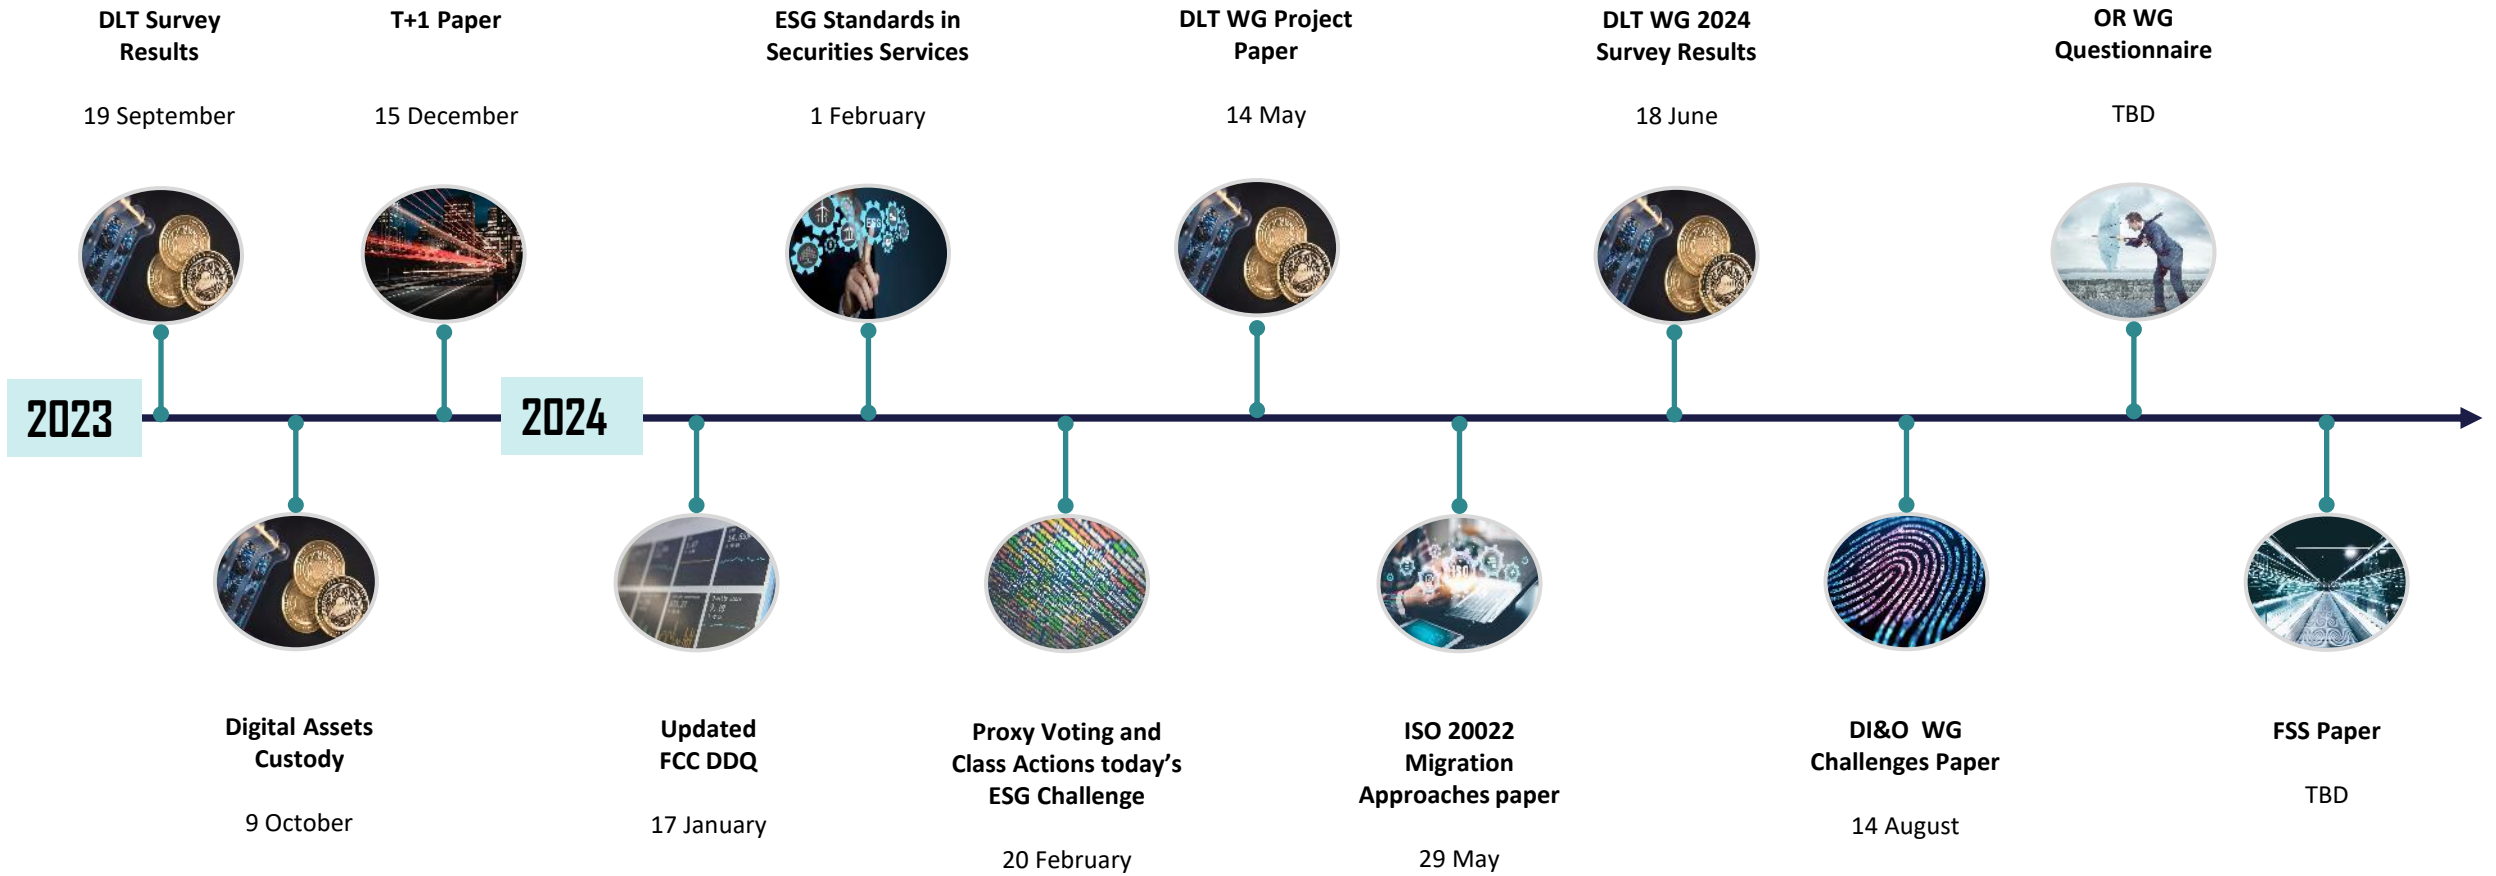 DLT Survey
Results
19 September
T+1 Paper
15 December
ESG Standards in
Securities Services
1 February
DLT WG Project
Paper
14 May
DLT WG 2024
Survey Results
18 June
OR WG
Questionnaire
TBD
ESG
2023
2024
ISO
Digital Assets
Custody
9 October
Updated
FCC DDQ
17 January
Proxy Voting and
Class Actions today’s
ESG Challenge
20 February
ISO 20022
Migration
Approaches paper
29 May
DI&O  WG
Challenges Paper
14 August
FSS Paper
TBD